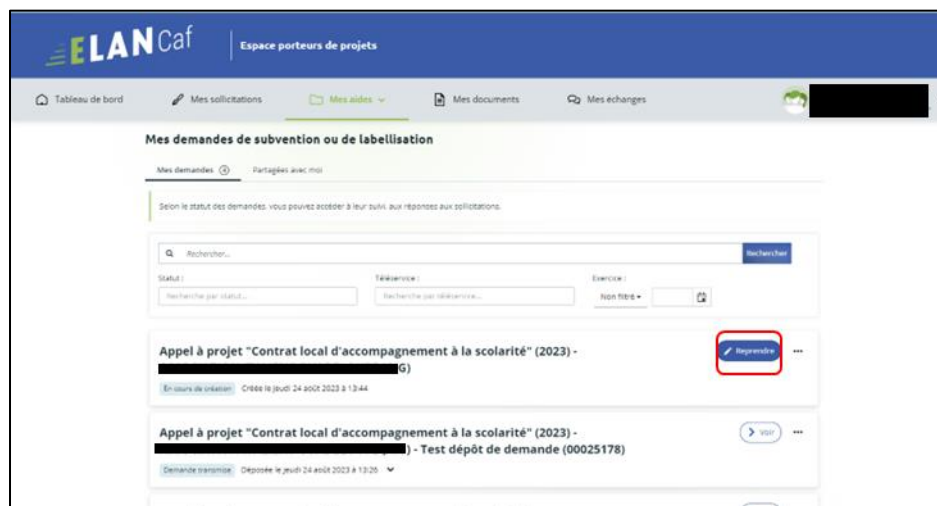 ELAN Caf
Espace porteurs de projets
Tableau de bord
Mes sollicitations
Mes aides
Mes documents
Mes échanges
Mes demandes de subvention ou de labellisation
Mes demandes 4
Partagées avec moi
Selon le statut des demandes, vous pouvez accéder à leur suivi, aux réponses aux sollicitations.
Rechercher...
Rechercher
Statut :
Téléservice :
Exercice :
Recherche par statut...
Recherche par téléservice...
Non filtré
Appel à projet "Contrat local d'accompagnement à la scolarité" (2023) -
G)
Reprendre
...
En cours de création Créée le jeudi 24 août 2023 à 13:44
Appel à projet "Contrat local d'accompagnement à la scolarité" (2023) -
) - Test dépôt de demande (00025178)
Voir
...
Demande transmise Déposée le jeudi 24 août 2023 à 13:26